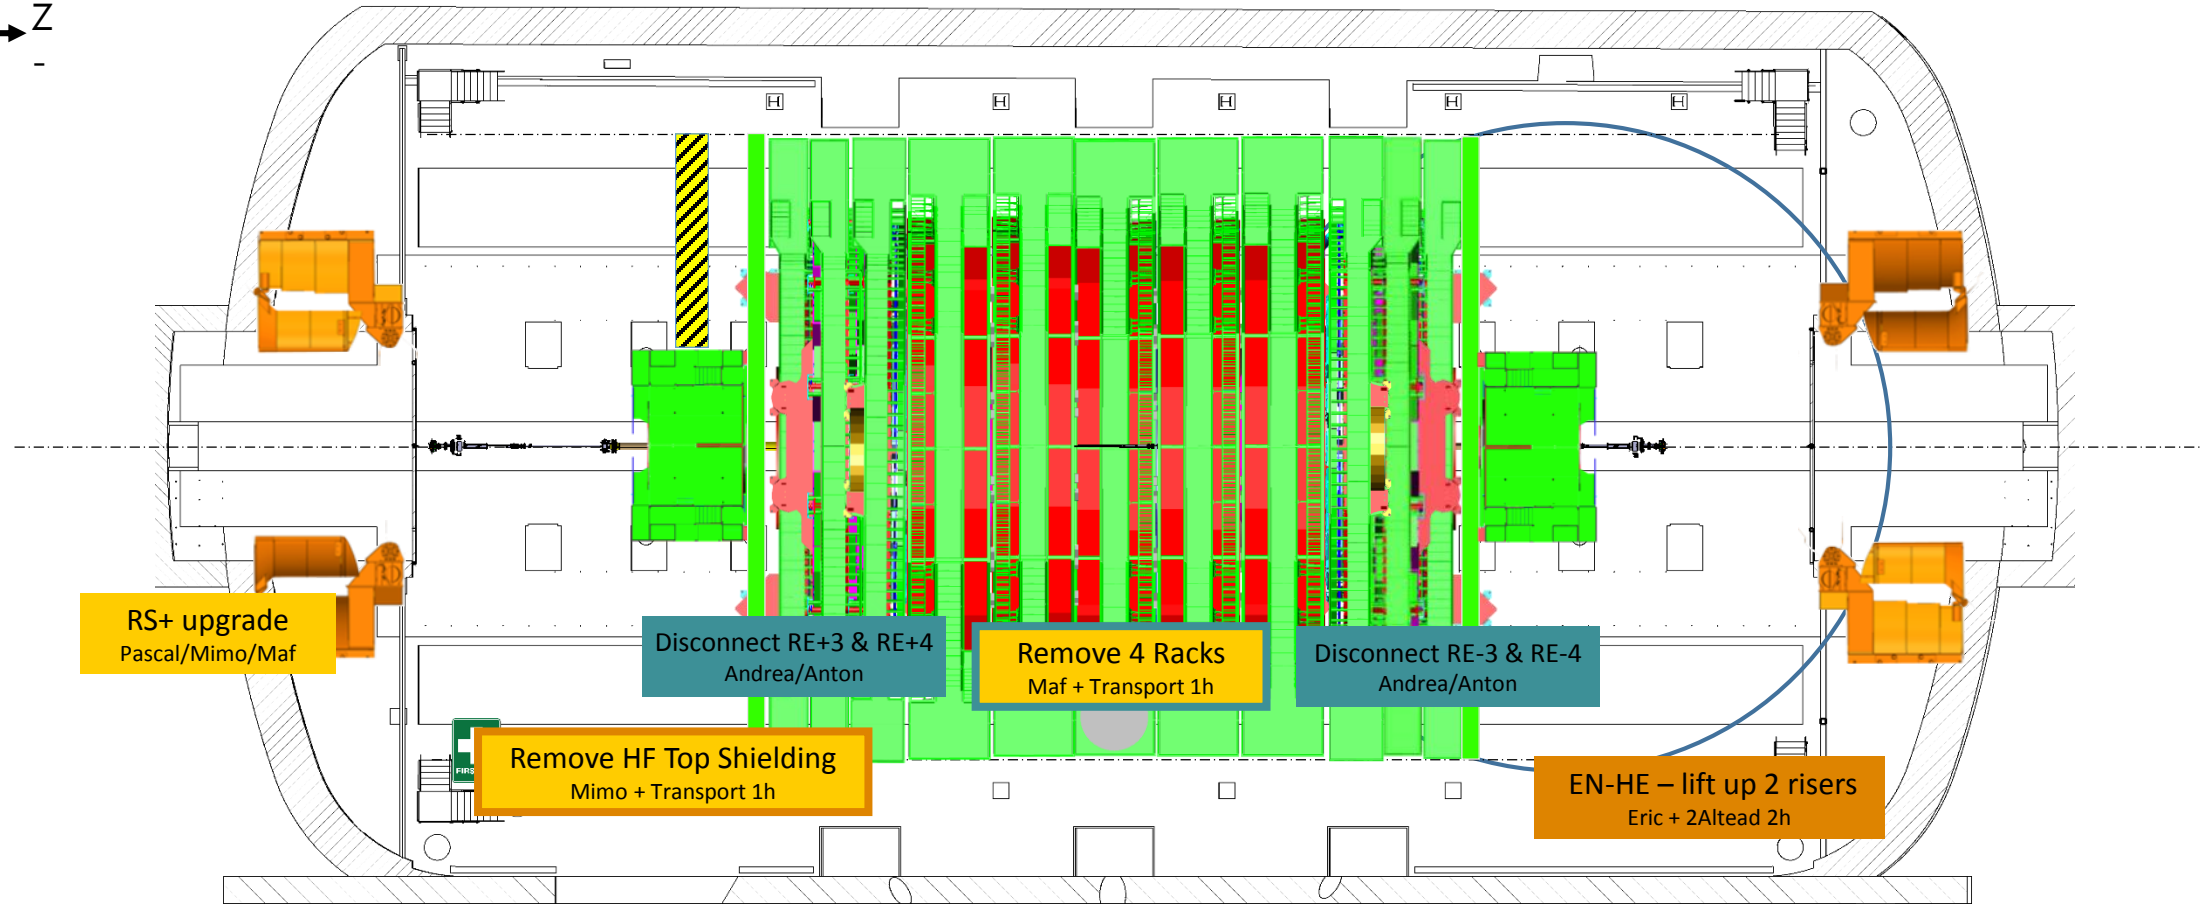 Z
-
H H H H H
RS+ upgrade
Pascal/Mimo/Maf
Disconnect RE+3 & RE+4
Andrea/Anton
Remove 4 Racks
Maf + Transport 1h
Disconnect RE-3 & RE-4
Andrea/Anton
FIRS
Remove HF Top Shielding
Mimo + Transport 1h
EN-HE – lift up 2 risers
Eric + 2Altead 2h